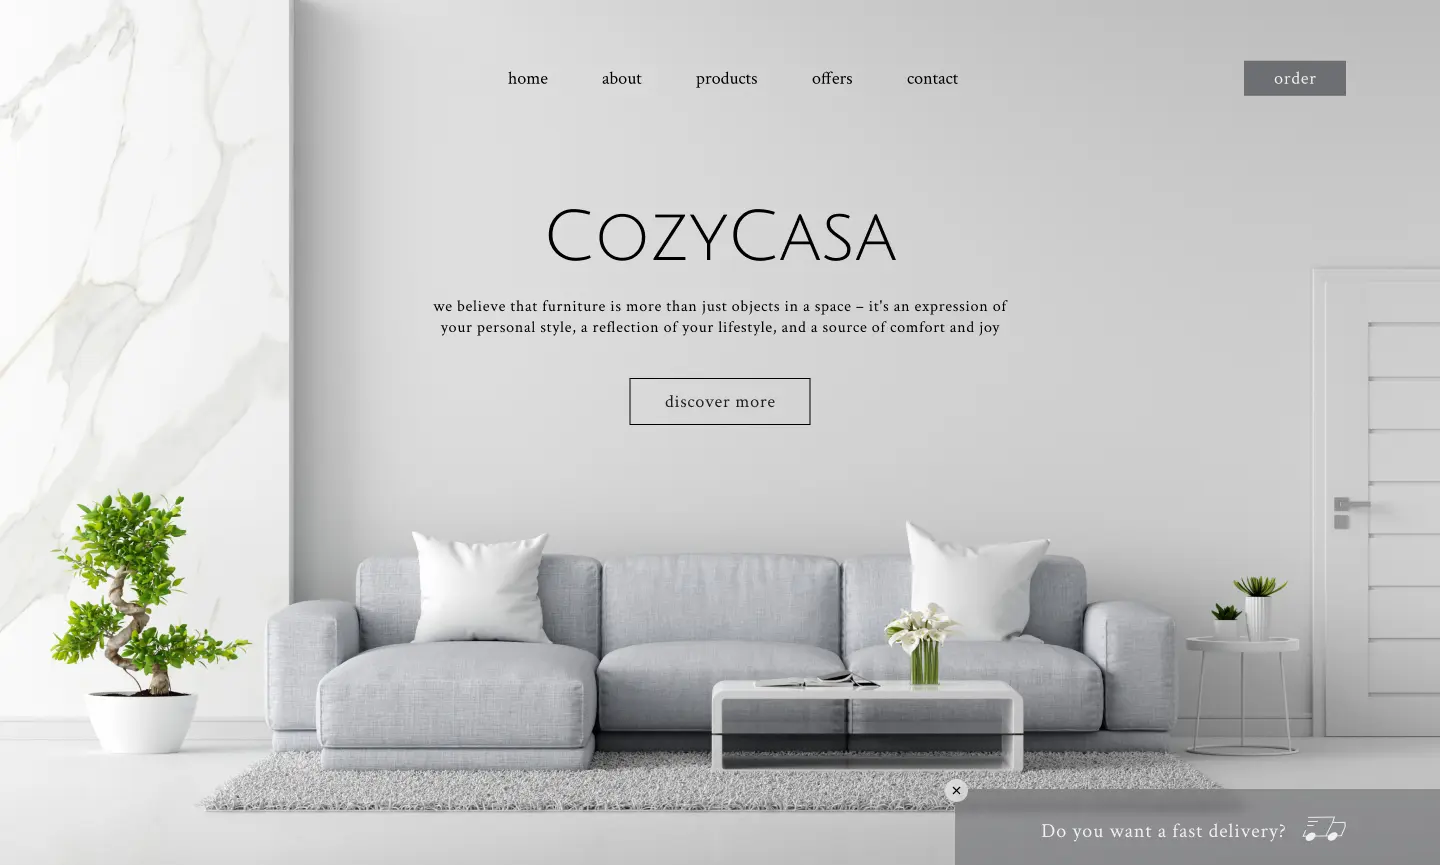 home about products offers contact order
CozyCasa
we believe that furniture is more than just objects in a space – it's an expression of
your personal style, a reflection of your lifestyle, and a source of comfort and joy
discover more
Do you want a fast delivery?